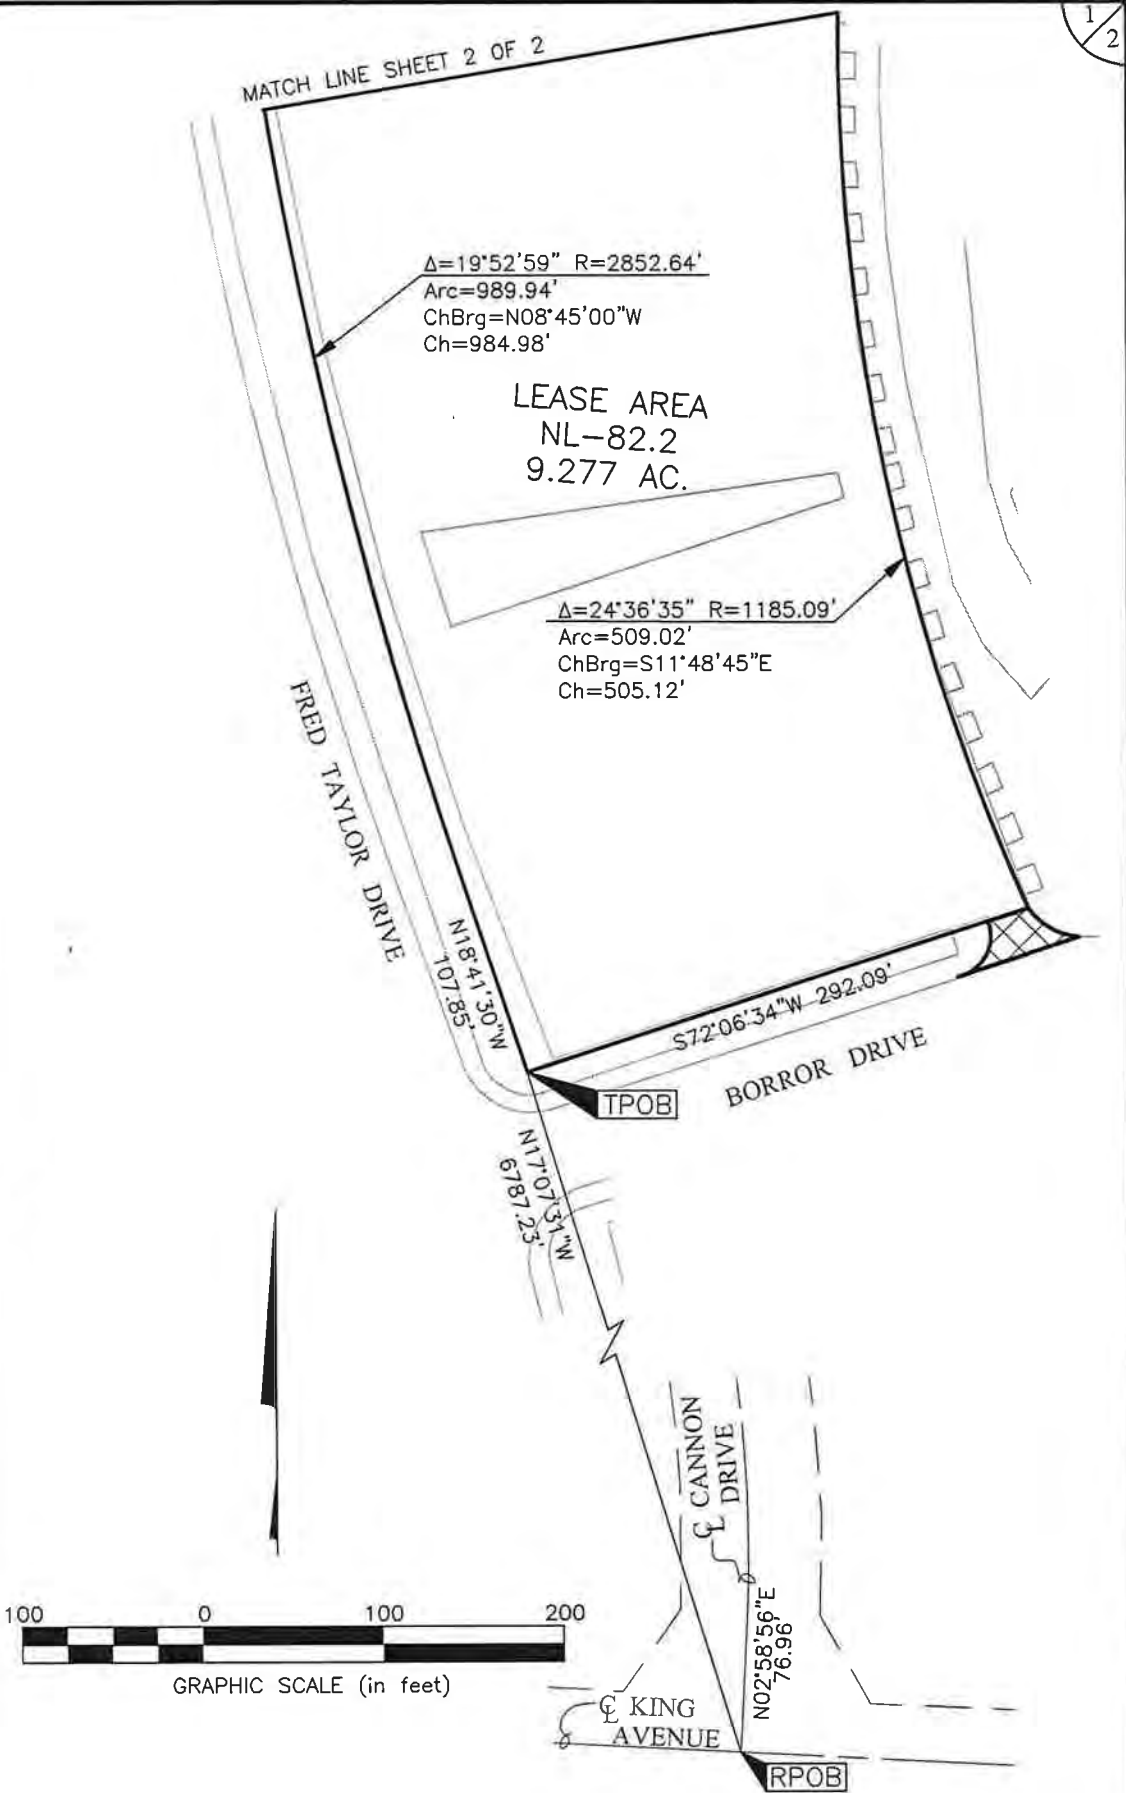 1
2
MATCH LINE SHEET 2 OF 2
Δ=19°52'59" R=2852.64'
Arc=989.94'
ChBrg=N08°45'00"W
Ch=984.98'
LEASE AREA
NL-82.2
9.277 AC.
Δ=24°36'35" R=1185.09'
Arc=509.02'
ChBrg=S11°48'45"E
Ch=505.12'
FRED TAYLOR DRIVE
N18°41'30"W
107.85'
S72°06'34"W 292.09'
BORROR DRIVE
TPOB
N17°07'31"W
6787.23'
℄ CANNON
DRIVE
N02°58'56"E
76.96'
100 0 100 200
GRAPHIC SCALE (in feet)
℄ KING
AVENUE
RPOB